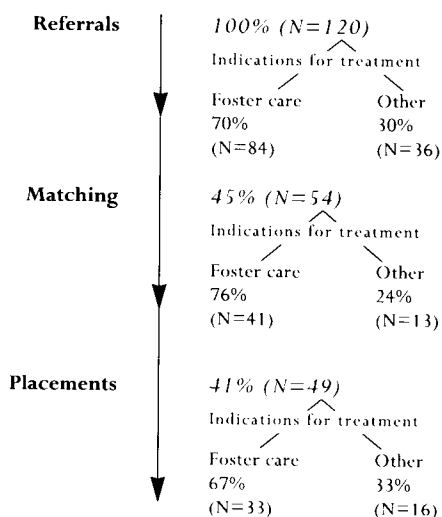 Referrals 100% (N=120)
Indications for treatment
Foster care Other
70% 30%
(N=84) (N=36)
Matching 45% (N=54)
Indications for treatment
Foster care Other
76% 24%
(N=41) (N=13)
Placements 41% (N=49)
Indications for treatment
Foster care Other
67% 33%
(N=33) (N=16)